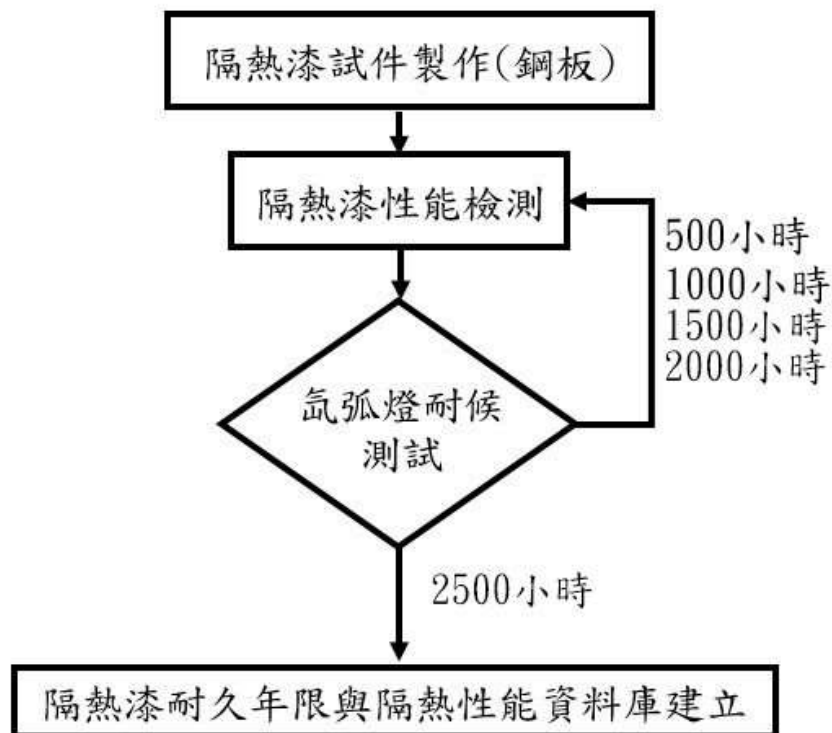 隔熱漆試件製作(鋼板)
隔熱漆性能檢測
500小時
1000小時
1500小時
2000小時
氙弧燈耐候
測試
2500小時
隔熱漆耐久年限與隔熱性能資料庫建立